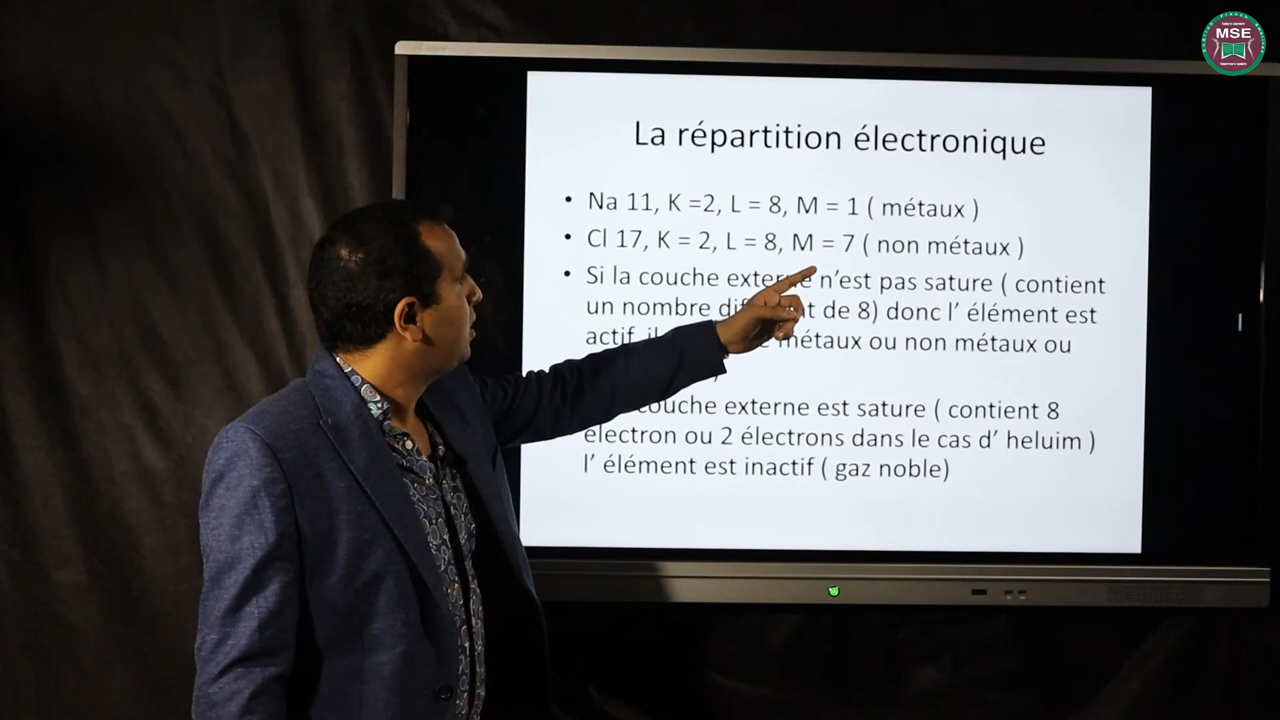 MSE
La répartition électronique
• Na 11, K =2, L = 8, M = 1 ( métaux )
• Cl 17, K = 2, L = 8, M = 7 ( non métaux )
• Si la couche externe n'est pas sature ( contient
un nombre de 8) donc l' élément est
actif métaux ou non métaux ou
couche externe est sature ( contient 8
électron ou 2 électrons dans le cas d' heluim )
l' élément est inactif ( gaz noble)